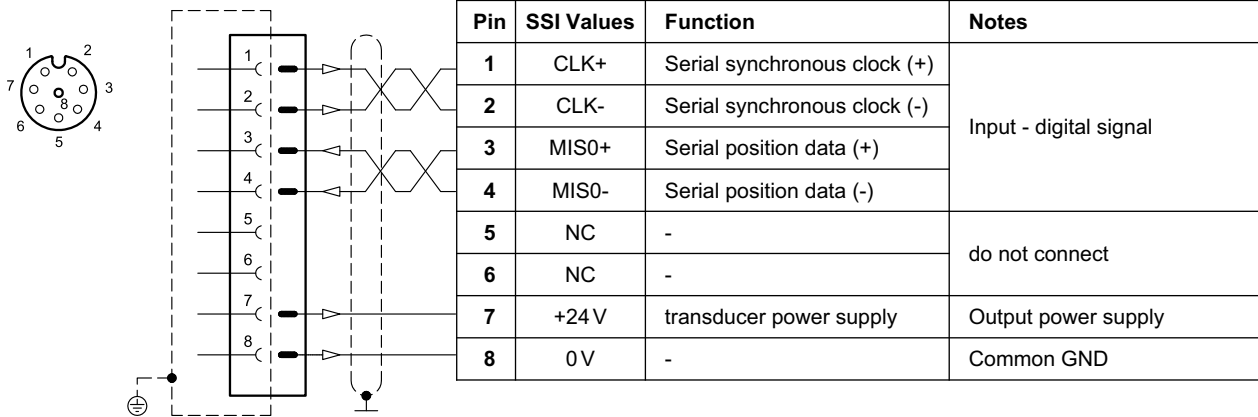 1 2
7 8 3
6 4
5
1
2
3
4
5
6
7
8
Pin SSI Values Function Notes
1 CLK+ Serial synchronous clock (+)
2 CLK- Serial synchronous clock (-)
Input - digital signal
3 MIS0+ Serial position data (+)
4 MIS0- Serial position data (-)
5 NC -
do not connect
6 NC -
7 +24 V transducer power supply Output power supply
8 0 V - Common GND